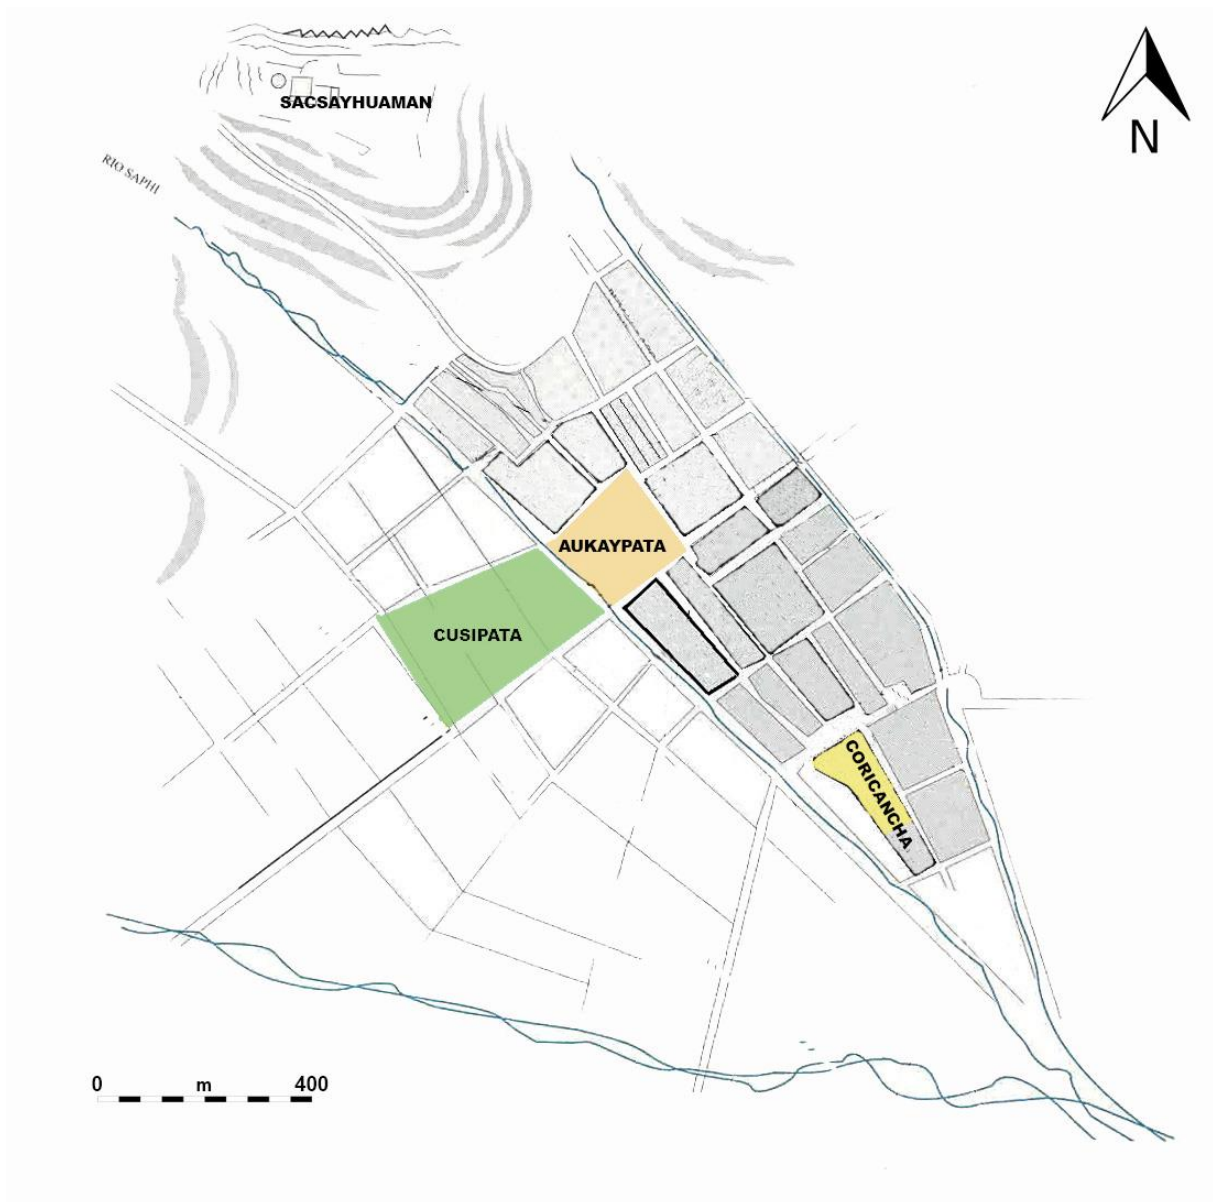 SACSAYHUAMAN
N
RIO SAPHI
AUKAYPATA
CUSIPATA
CORICANCHA
0 m 400